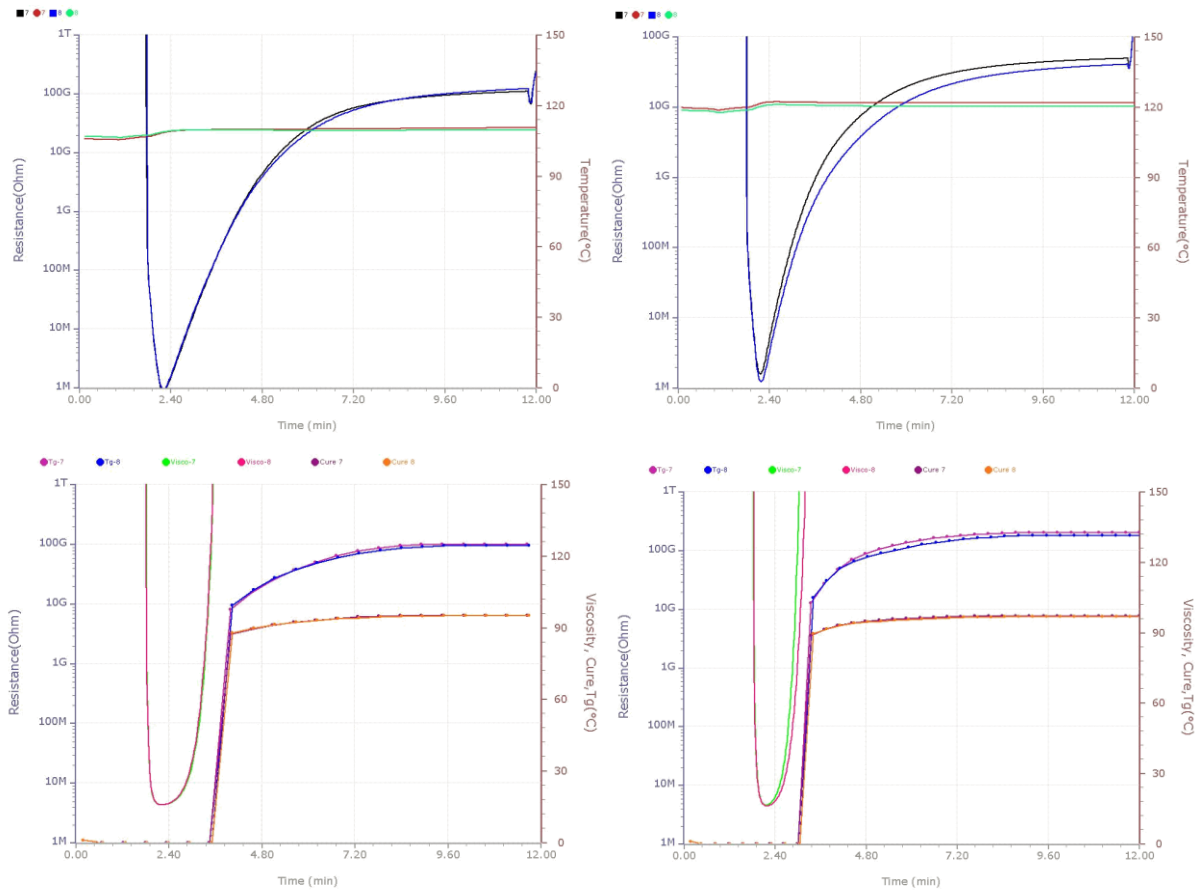 7 7 8 8
1T
100G
10G
1G
100M
10M
1M
Resistance(Ohm)
150
120
90
60
30
0
Temperature(°C)
0.00 2.40 4.80 7.20 9.60 12.00
Time (min)
7 7 8 8
100G
10G
1G
100M
10M
1M
Resistance(Ohm)
150
120
90
60
30
0
Temperature(°C)
0.00 2.40 4.80 7.20 9.60 12.00
Time (min)
Tg-7 Tg-8 Visco-7 Visco-8 Cure 7 Cure 8
1T
100G
10G
1G
100M
10M
1M
Resistance(Ohm)
150
120
90
60
30
0
Viscosity, Cure,Tg(°C)
0.00 2.40 4.80 7.20 9.60 12.00
Time (min)
Tg-7 Tg-8 Visco-7 Visco-8 Cure 7 Cure 8
1T
100G
10G
1G
100M
10M
1M
Resistance(Ohm)
150
120
90
60
30
0
Viscosity, Cure,Tg(°C)
0.00 2.40 4.80 7.20 9.60 12.00
Time (min)